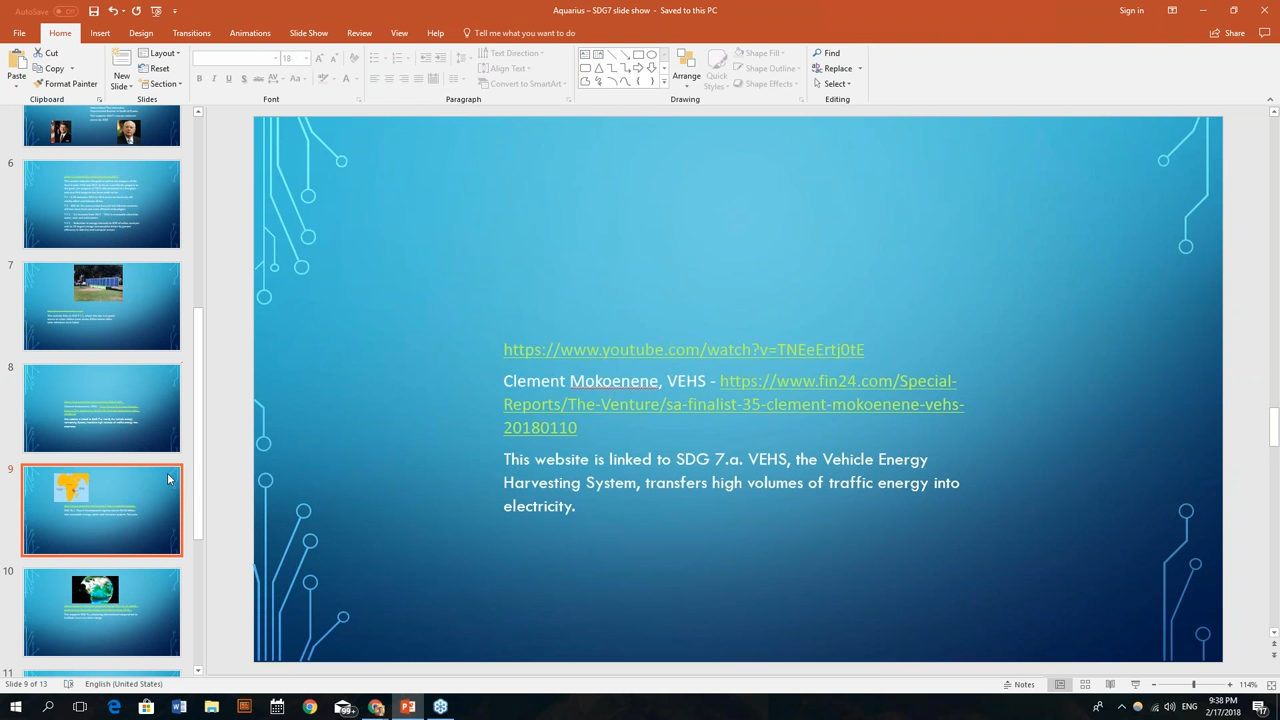 AutoSave Off
Aquarius – SDG7 slide show - Saved to this PC
Sign in
File Home Insert Design Transitions Animations Slide Show Review View Help Tell me what you want to do Share
Paste
Cut
Copy
Format Painter
Clipboard
New
Slide
Layout
Reset
Section
Slides
18
B I U S abc AV Aa A
Font
Text Direction
Align Text
Convert to SmartArt
Paragraph
Arrange
Quick
Styles
Shape Fill
Shape Outline
Shape Effects
Drawing
Find
Replace
Select
Editing
6
7
8
9
10
11
https://www.youtube.com/watch?v=TNEeErtj0tE
Clement Mokoenene, VEHS - https://www.fin24.com/Special-
Reports/The-Venture/sa-finalist-35-clement-mokoenene-vehs-
20180110
This website is linked to SDG 7.a. VEHS, the Vehicle Energy
Harvesting System, transfers high volumes of traffic energy into
electricity.
Slide 9 of 13 English (United States) Notes 114%
99+
9:38 PM
2/17/2018